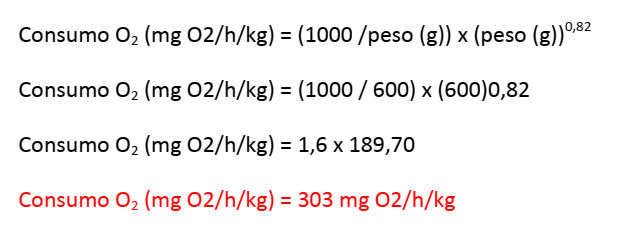 Consumo O₂ (mg O2/h/kg) = (1000 /peso (g)) x (peso (g))⁰,⁸²
Consumo O₂ (mg O2/h/kg) = (1000 / 600) x (600)0,82
Consumo O₂ (mg O2/h/kg) = 1,6 x 189,70
Consumo O₂ (mg O2/h/kg) = 303 mg O2/h/kg